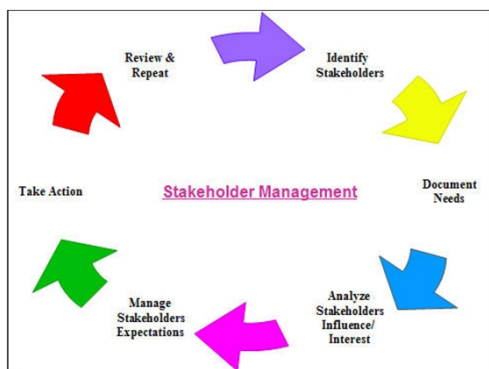 Review &
Repeat
Identify
Stakeholders
Take Action
Stakeholder Management
Document
Needs
Manage
Stakeholders
Expectations
Analyze
Stakeholders
Influence/
Interest